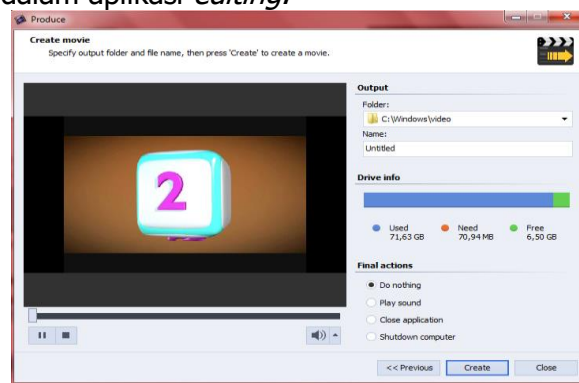 dalam aplikasi editing.
Produce
Create movie
Specify output folder and file name, then press 'Create' to create a movie.
Output
Folder:
C:\Windows\video
Name:
Untitled
Drive info
Used Need Free
71,63 GB 70,94 MB 6,50 GB
Final actions
Do nothing
Play sound
Close application
Shutdown computer
2
<< Previous Create Close